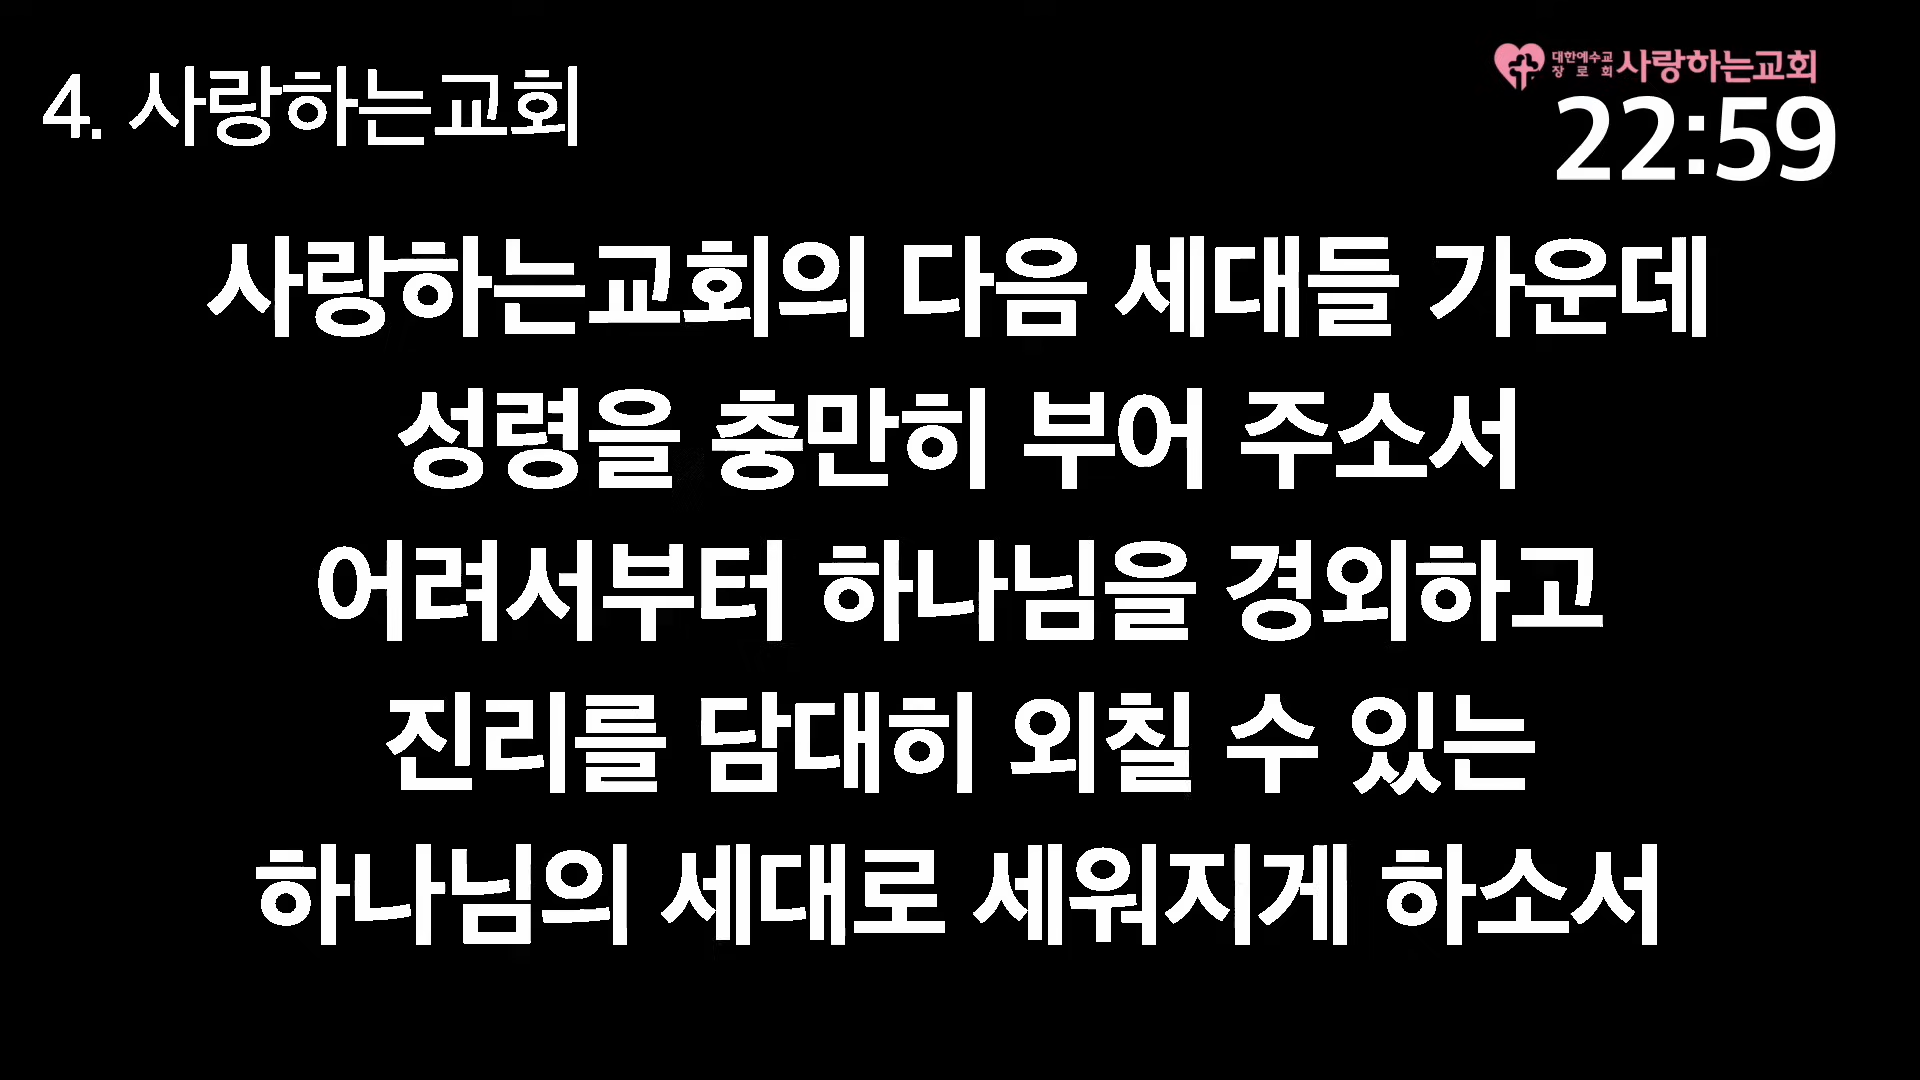 4. 사랑하는교회
대한예수교
장로회 사랑하는교회
22:59
사랑하는교회의 다음 세대들 가운데
성령을 충만히 부어 주소서
어려서부터 하나님을 경외하고
진리를 담대히 외칠 수 있는
하나님의 세대로 세워지게 하소서